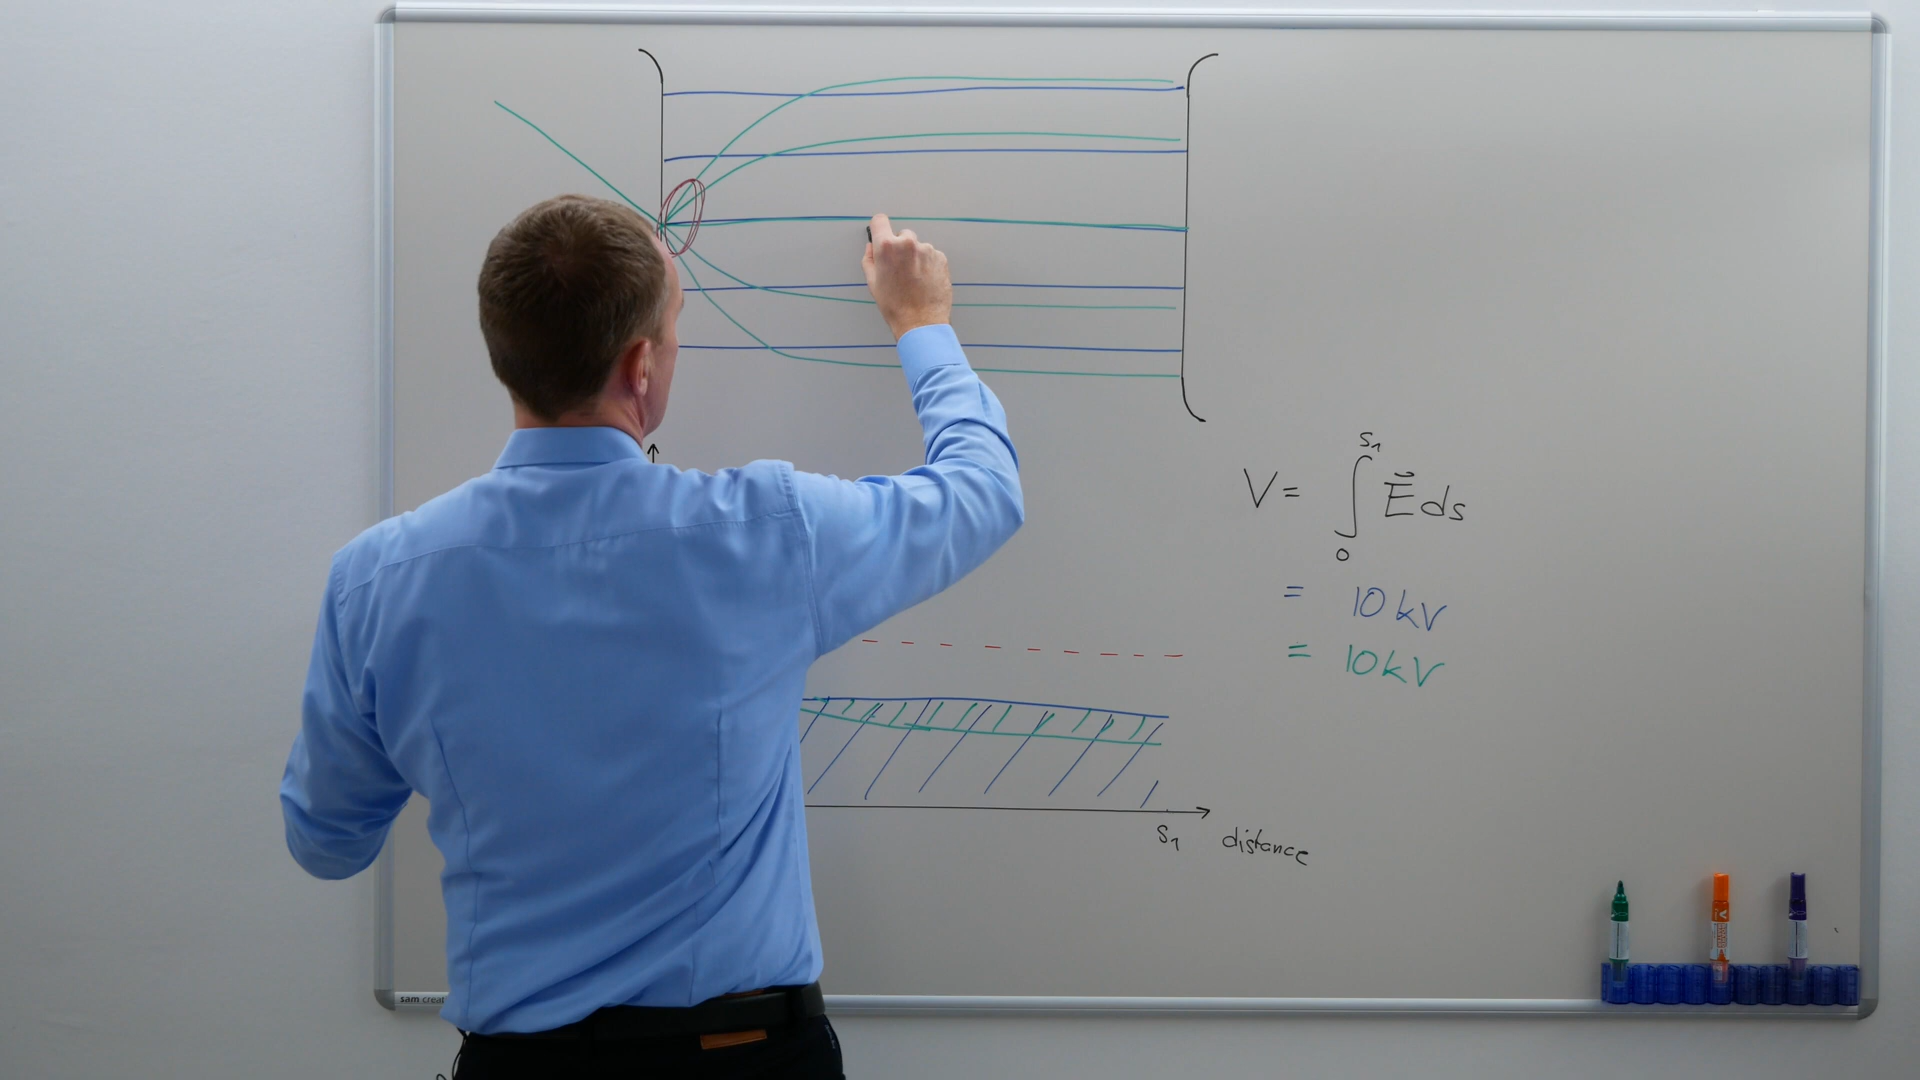 V = ∫₀^{s₁} E⃗ ds
= 10 kV
= 10 kV
s₁ distance
sam creat